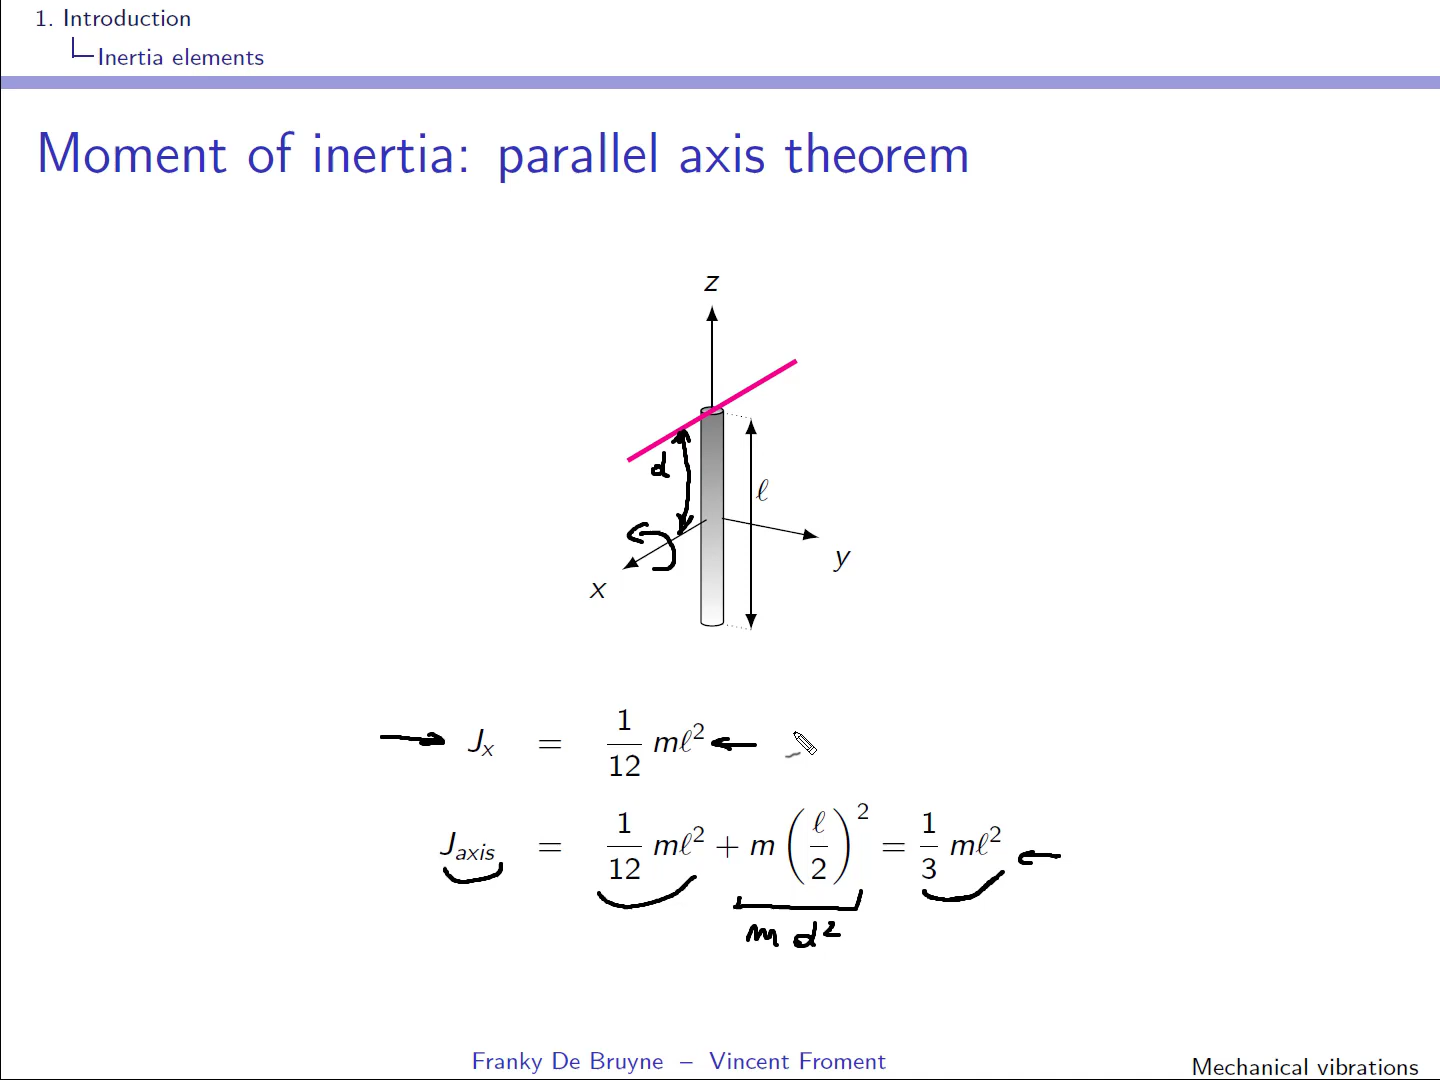 1. Introduction
Inertia elements
Moment of inertia: parallel axis theorem
z
d
ℓ
x
y
Jx = 1/12 mℓ²
Jaxis = 1/12 mℓ² + m (ℓ/2)² = 1/3 mℓ²
m d²
Franky De Bruyne – Vincent Froment
Mechanical vibrations